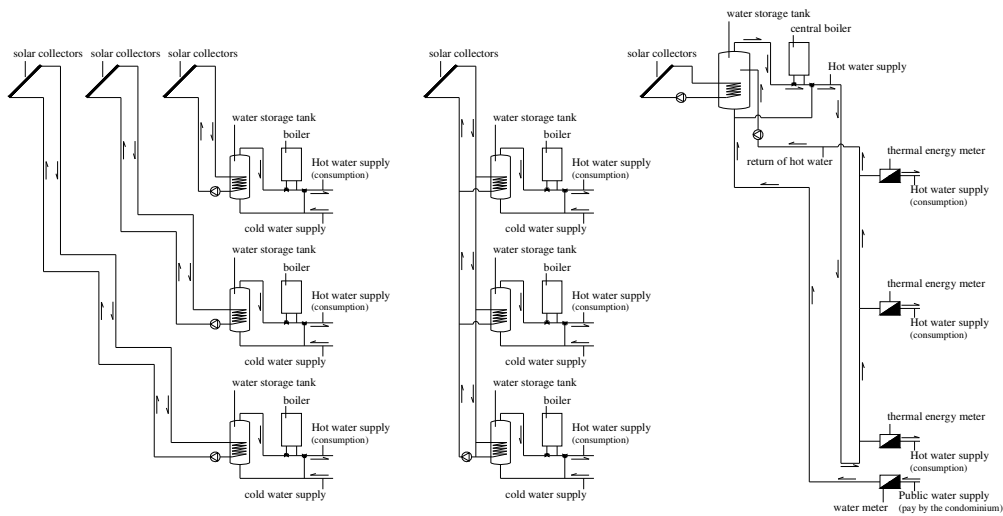 solar collectors
solar collectors
solar collectors
water storage tank
boiler
Hot water supply
(consumption)
cold water supply
water storage tank
boiler
Hot water supply
(consumption)
cold water supply
water storage tank
boiler
Hot water supply
(consumption)
cold water supply
solar collectors
water storage tank
boiler
Hot water supply
(consumption)
cold water supply
water storage tank
boiler
Hot water supply
(consumption)
cold water supply
water storage tank
boiler
Hot water supply
(consumption)
cold water supply
water storage tank
central boiler
solar collectors
Hot water supply
return of hot water
thermal energy meter
Hot water supply
(consumption)
thermal energy meter
Hot water supply
(consumption)
thermal energy meter
Hot water supply
(consumption)
Public water supply
(pay by the condominium)
water meter